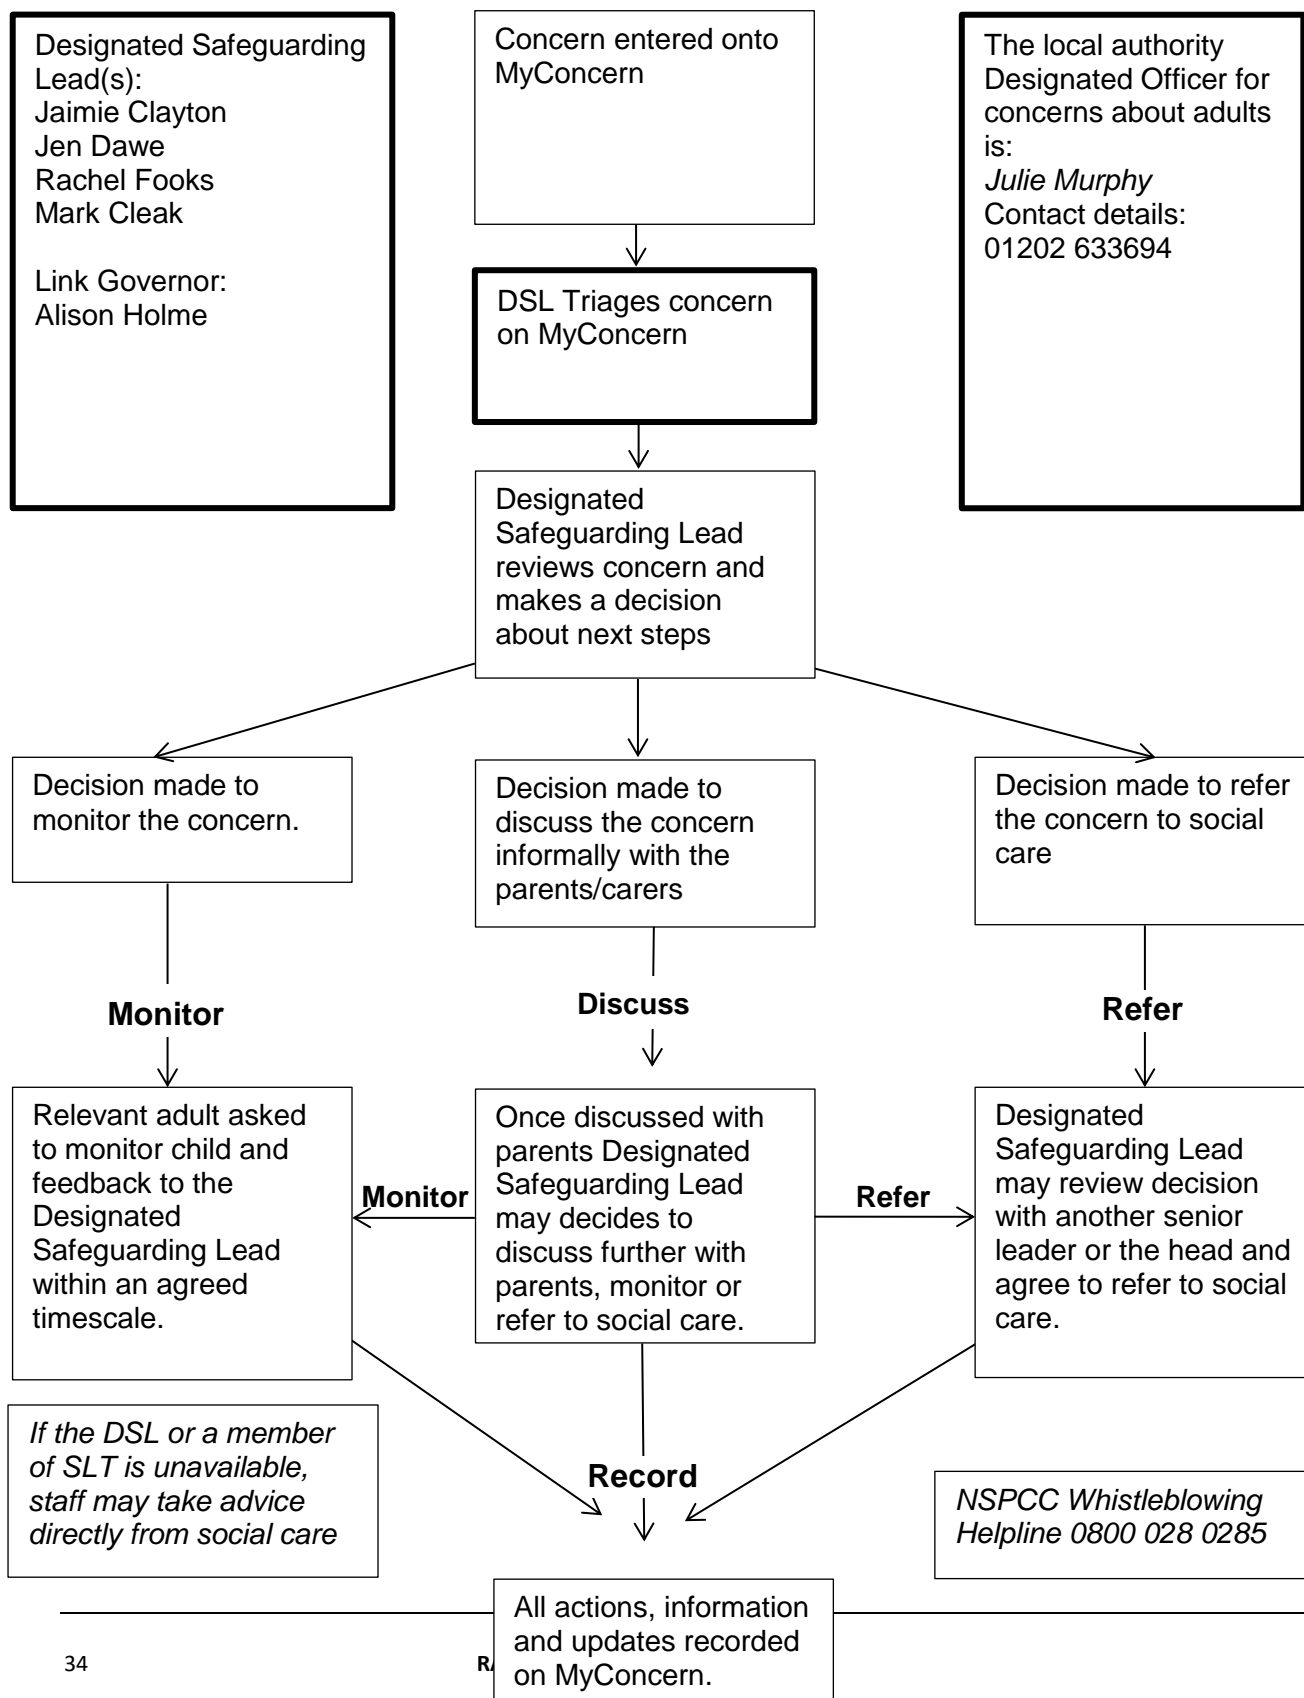 Designated Safeguarding
Lead(s):
Jaimie Clayton
Jen Dawe
Rachel Fooks
Mark Cleak
Link Governor:
Alison Holme
Concern entered onto
MyConcern
The local authority
Designated Officer for
concerns about adults
is:
Julie Murphy
Contact details:
01202 633694
DSL Triages concern
on MyConcern
Designated
Safeguarding Lead
reviews concern and
makes a decision
about next steps
Decision made to
monitor the concern.
Decision made to
discuss the concern
informally with the
parents/carers
Decision made to refer
the concern to social
care
Monitor
Discuss
Refer
Relevant adult asked
to monitor child and
feedback to the
Designated
Safeguarding Lead
within an agreed
timescale.
Monitor
Once discussed with
parents Designated
Safeguarding Lead
may decides to
discuss further with
parents, monitor or
refer to social care.
Refer
Designated
Safeguarding Lead
may review decision
with another senior
leader or the head and
agree to refer to social
care.
If the DSL or a member
of SLT is unavailable,
staff may take advice
directly from social care
Record
NSPCC Whistleblowing
Helpline 0800 028 0285
All actions, information
and updates recorded
on MyConcern.
34